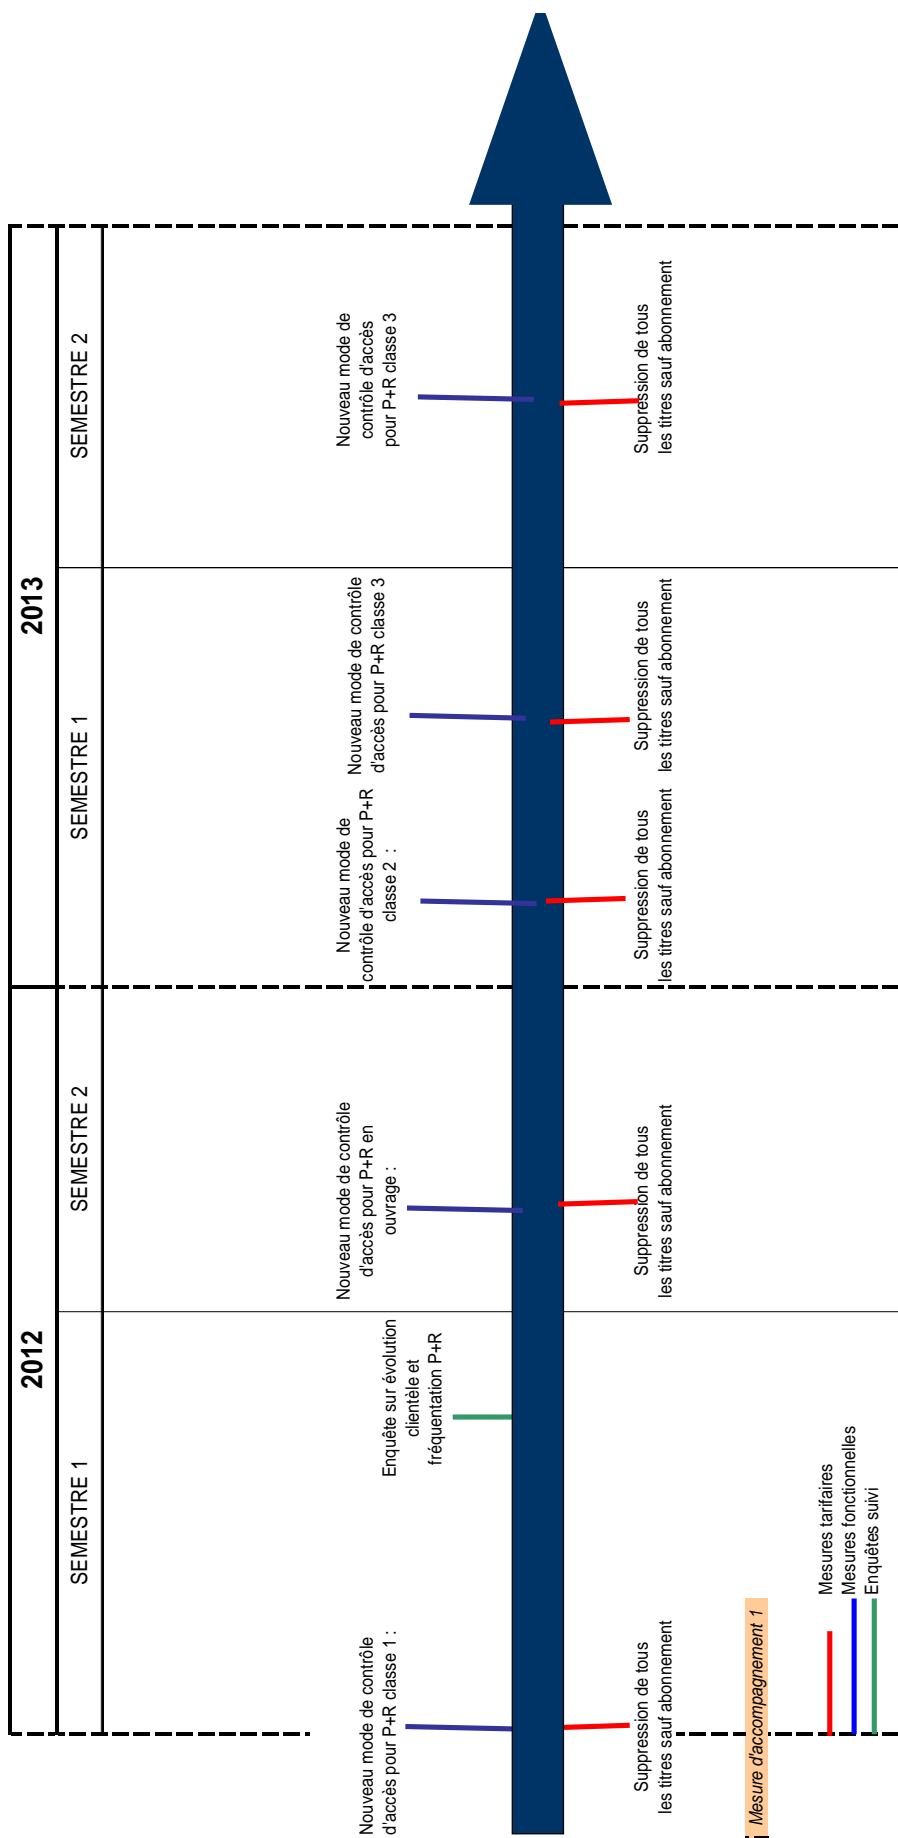 2012
2013
SEMESTRE 1
SEMESTRE 2
SEMESTRE 1
SEMESTRE 2
Nouveau mode de contrôle
d'accès pour P+R classe 1 :
Enquête sur évolution
clientèle et
fréquentation P+R
Nouveau mode de contrôle
d'accès pour P+R en
ouvrage :
Nouveau mode de
contrôle d'accès pour P+R
classe 2 :
Nouveau mode de contrôle
d'accès pour P+R classe 3
Nouveau mode de
contrôle d'accès
pour P+R classe 3
Suppression de tous
les titres sauf abonnement
Suppression de tous
les titres sauf abonnement
Suppression de tous
les titres sauf abonnement
Suppression de tous
les titres sauf abonnement
Suppression de tous
les titres sauf abonnement
Mesure d'accompagnement 1
Mesures tarifaires
Mesures fonctionnelles
Enquêtes suivi